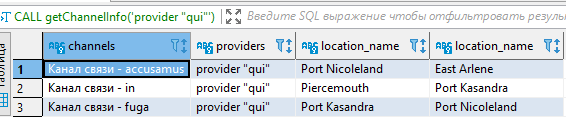 CALL getChannelInfo('provider "qui"')
Введите SQL выражение чтобы отфильтровать
Таблица
channels providers location_name location_name
1 Канал связи - accusamus provider "qui" Port Nicoleland East Arlene
2 Канал связи - in provider "qui" Piercemouth Port Kasandra
3 Канал связи - fuga provider "qui" Port Kasandra Port Nicoleland